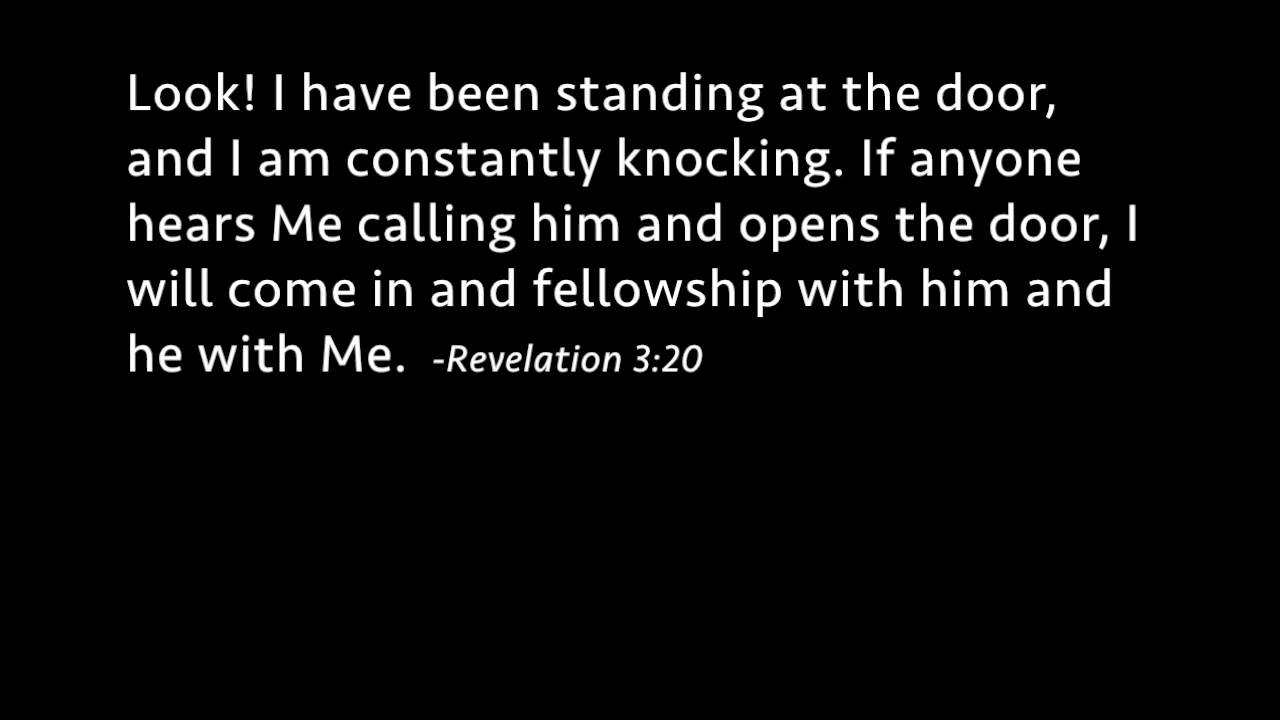 Look! I have been standing at the door,
and I am constantly knocking. If anyone
hears Me calling him and opens the door, I
will come in and fellowship with him and
he with Me. -Revelation 3:20